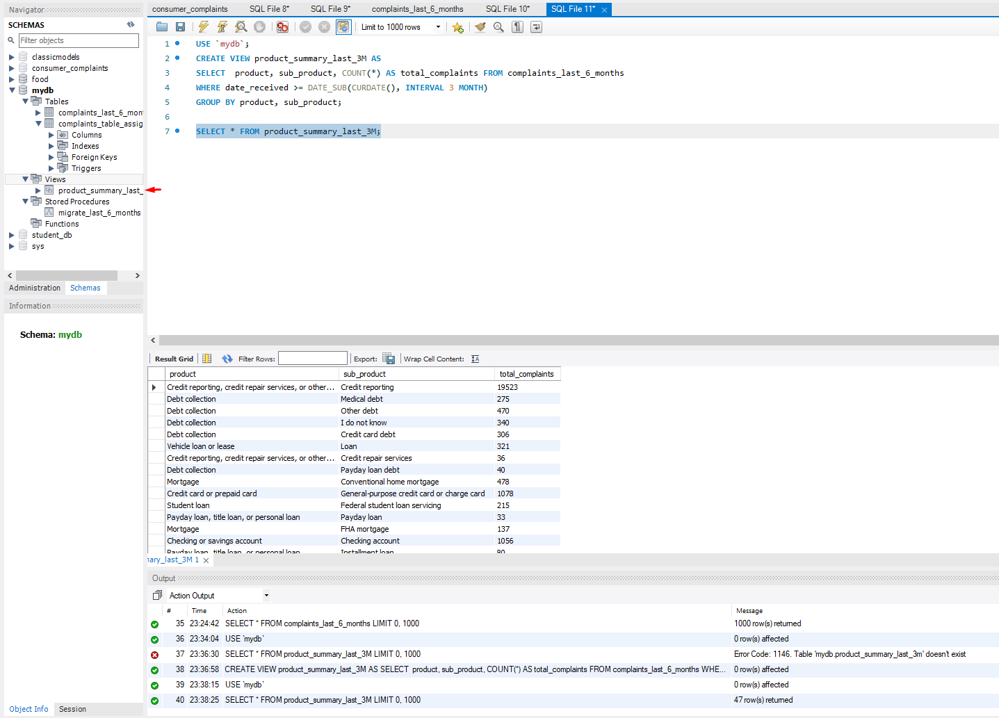 Navigator
SCHEMAS
Filter objects
classicmodels
consumer_complaints
food
mydb
Tables
complaints_last_6_mon
complaints_table_assig
Columns
Indexes
Foreign Keys
Triggers
Views
product_summary_last_
Stored Procedures
migrate_last_6_months
Functions
student_db
sys
Administration Schemas
Information
Schema: mydb
Object Info Session
consumer_complaints SQL File 8* SQL File 9* complaints_last_6_months SQL File 10* SQL File 11*
Limit to 1000 rows
1 USE `mydb`;
2 CREATE VIEW product_summary_last_3M AS
3 SELECT product, sub_product, COUNT(*) AS total_complaints FROM complaints_last_6_months
4 WHERE date_received >= DATE_SUB(CURDATE(), INTERVAL 3 MONTH)
5 GROUP BY product, sub_product;
6
7 SELECT * FROM product_summary_last_3M;
Result Grid Filter Rows: Export: Wrap Cell Content:
product sub_product total_complaints
Credit reporting, credit repair services, or other... Credit reporting 19523
Debt collection Medical debt 275
Debt collection Other debt 470
Debt collection I do not know 340
Debt collection Credit card debt 306
Vehicle loan or lease Loan 321
Credit reporting, credit repair services, or other... Credit repair services 36
Debt collection Payday loan debt 40
Mortgage Conventional home mortgage 478
Credit card or prepaid card General-purpose credit card or charge card 1078
Student loan Federal student loan servicing 215
Payday loan, title loan, or personal loan Payday loan 33
Mortgage FHA mortgage 137
Checking or savings account Checking account 1056
Payday loan, title loan, or personal loan Installment loan 80
nary_last_3M 1
Output
Action Output
# Time Action Message
35 23:24:42 SELECT * FROM complaints_last_6_months LIMIT 0, 1000 1000 row(s) returned
36 23:34:04 USE `mydb` 0 row(s) affected
37 23:36:30 SELECT * FROM product_summary_last_3M LIMIT 0, 1000 Error Code: 1146. Table 'mydb.product_summary_last_3m' doesn't exist
38 23:36:58 CREATE VIEW product_summary_last_3M AS SELECT product, sub_product, COUNT(*) AS total_complaints FROM complaints_last_6_months WHE... 0 row(s) affected
39 23:38:15 USE `mydb` 0 row(s) affected
40 23:38:25 SELECT * FROM product_summary_last_3M LIMIT 0, 1000 47 row(s) returned